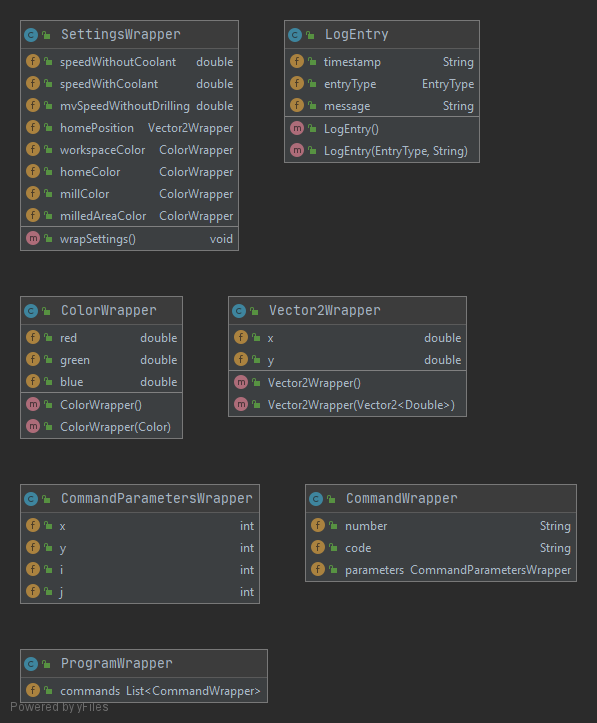 SettingsWrapper
speedWithoutCoolant double
speedWithCoolant double
mvSpeedWithoutDrilling double
homePosition Vector2Wrapper
workspaceColor ColorWrapper
homeColor ColorWrapper
millColor ColorWrapper
milledAreaColor ColorWrapper
wrapSettings() void
LogEntry
timestamp String
entryType EntryType
message String
LogEntry()
LogEntry(EntryType, String)
ColorWrapper
red double
green double
blue double
ColorWrapper()
ColorWrapper(Color)
Vector2Wrapper
x double
y double
Vector2Wrapper()
Vector2Wrapper(Vector2<Double>)
CommandParametersWrapper
x int
y int
i int
j int
CommandWrapper
number String
code String
parameters CommandParametersWrapper
ProgramWrapper
commands List<CommandWrapper>
Powered by yFiles